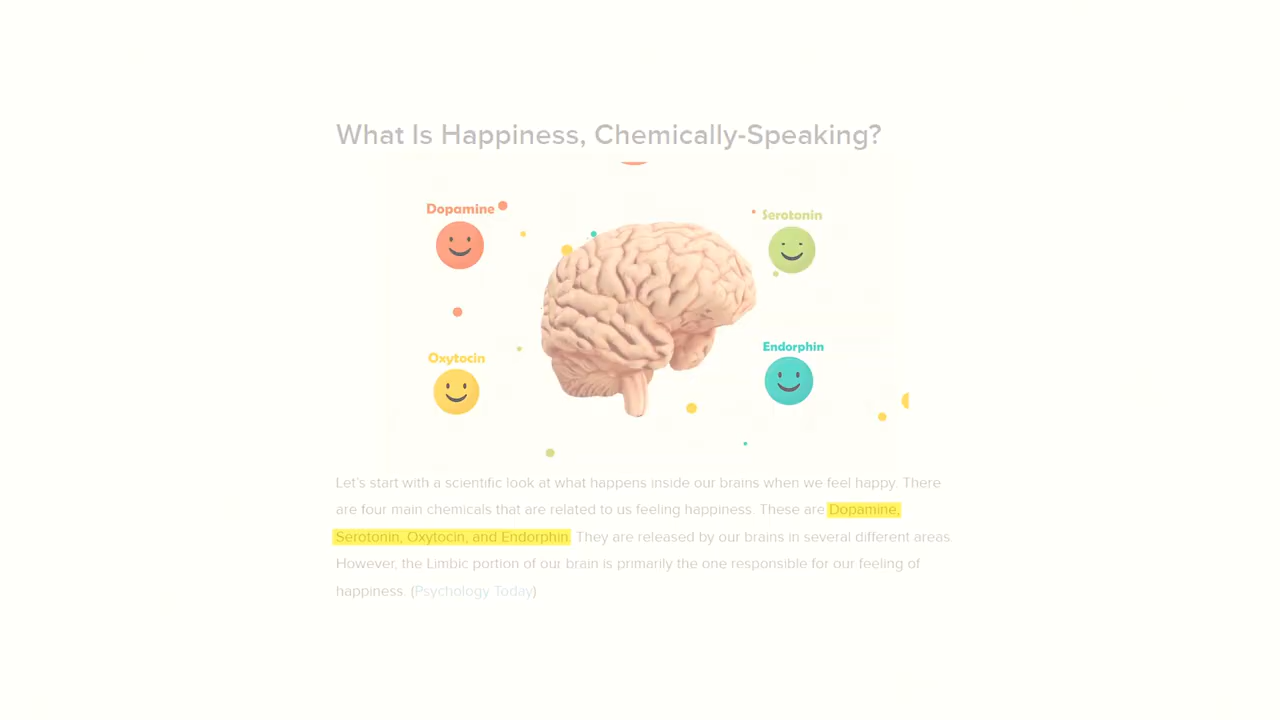 What Is Happiness, Chemically-Speaking?
Dopamine
Serotonin
Oxytocin
Endorphin
Let's start with a scientific look at what happens inside our brains when we feel happy. There
are four main chemicals that are related to us feeling happiness. These are Dopamine,
Serotonin, Oxytocin, and Endorphin. They are released by our brains in several different areas.
However, the Limbic portion of our brain is primarily the one responsible for our feeling of
happiness. (Psychology Today)